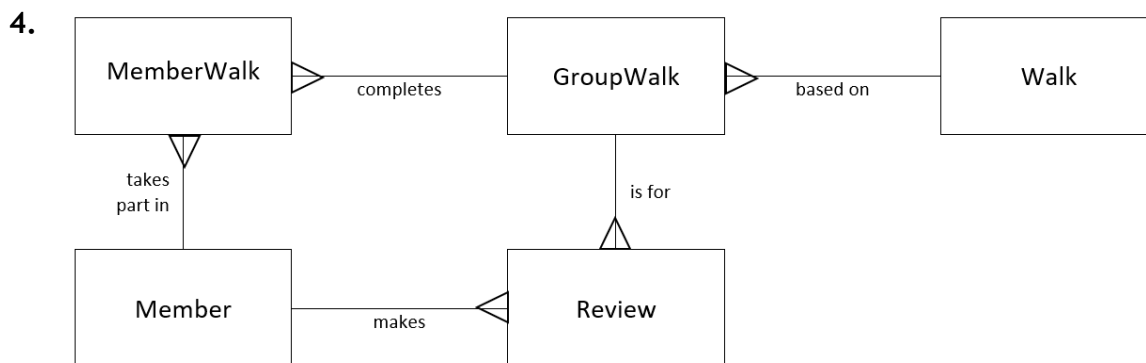 4.
MemberWalk
completes
GroupWalk
based on
Walk
takes
part in
is for
Member
makes
Review